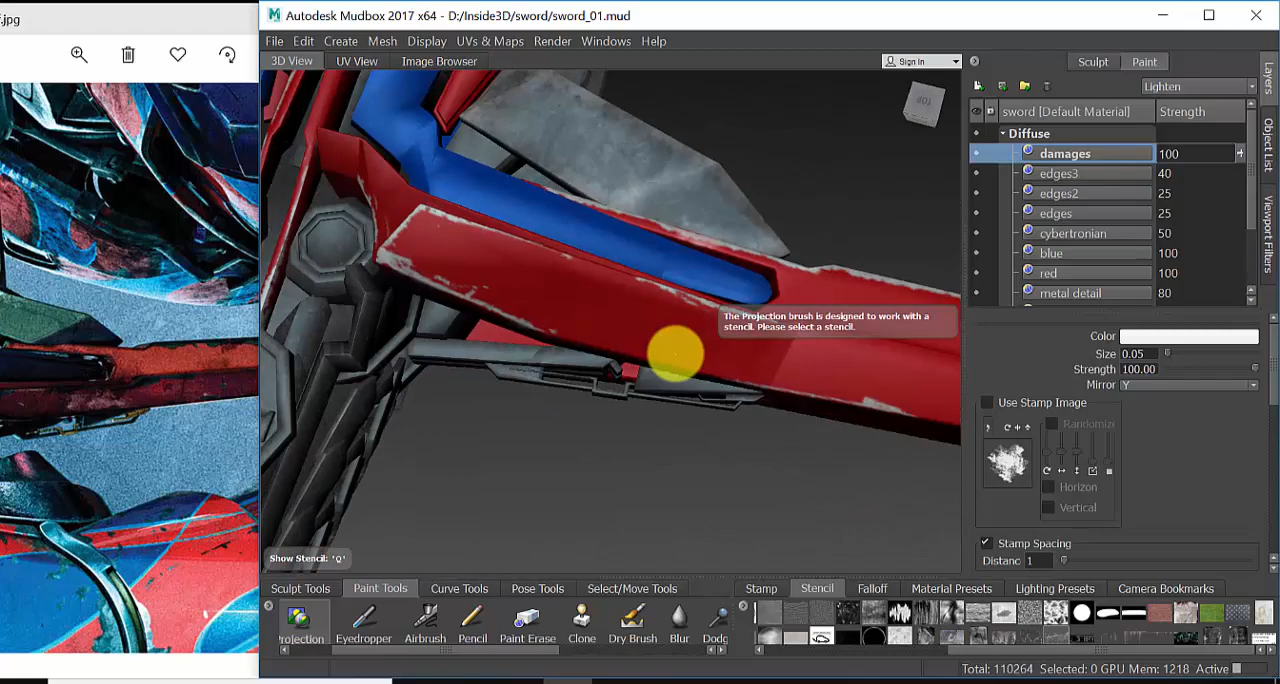 .jpg
Autodesk Mudbox 2017 x64 - D:/Inside3D/sword/sword_01.mud
File Edit Create Mesh Display UVs & Maps Render Windows Help
3D View UV View Image Browser
Sign In
Sculpt Paint
Lighten
sword [Default Material] Strength
Diffuse
damages 100
edges3 40
edges2 25
edges 25
cybertronian 50
blue 100
red 100
metal detail 80
Layers
Object List
Viewport Filters
TOP
The Projection brush is designed to work with a
stencil. Please select a stencil.
Color
Size 0.05
Strength 100.00
Mirror Y
Use Stamp Image
Randomize
Horizon
Vertical
Stamp Spacing
Distanc 1
Show Stencil: 'Q'
Sculpt Tools Paint Tools Curve Tools Pose Tools Select/Move Tools
Stamp Stencil Falloff Material Presets Lighting Presets Camera Bookmarks
Projection Eyedropper Airbrush Pencil Paint Erase Clone Dry Brush Blur Dodg
Total: 110264 Selected: 0 GPU Mem: 1218 Active